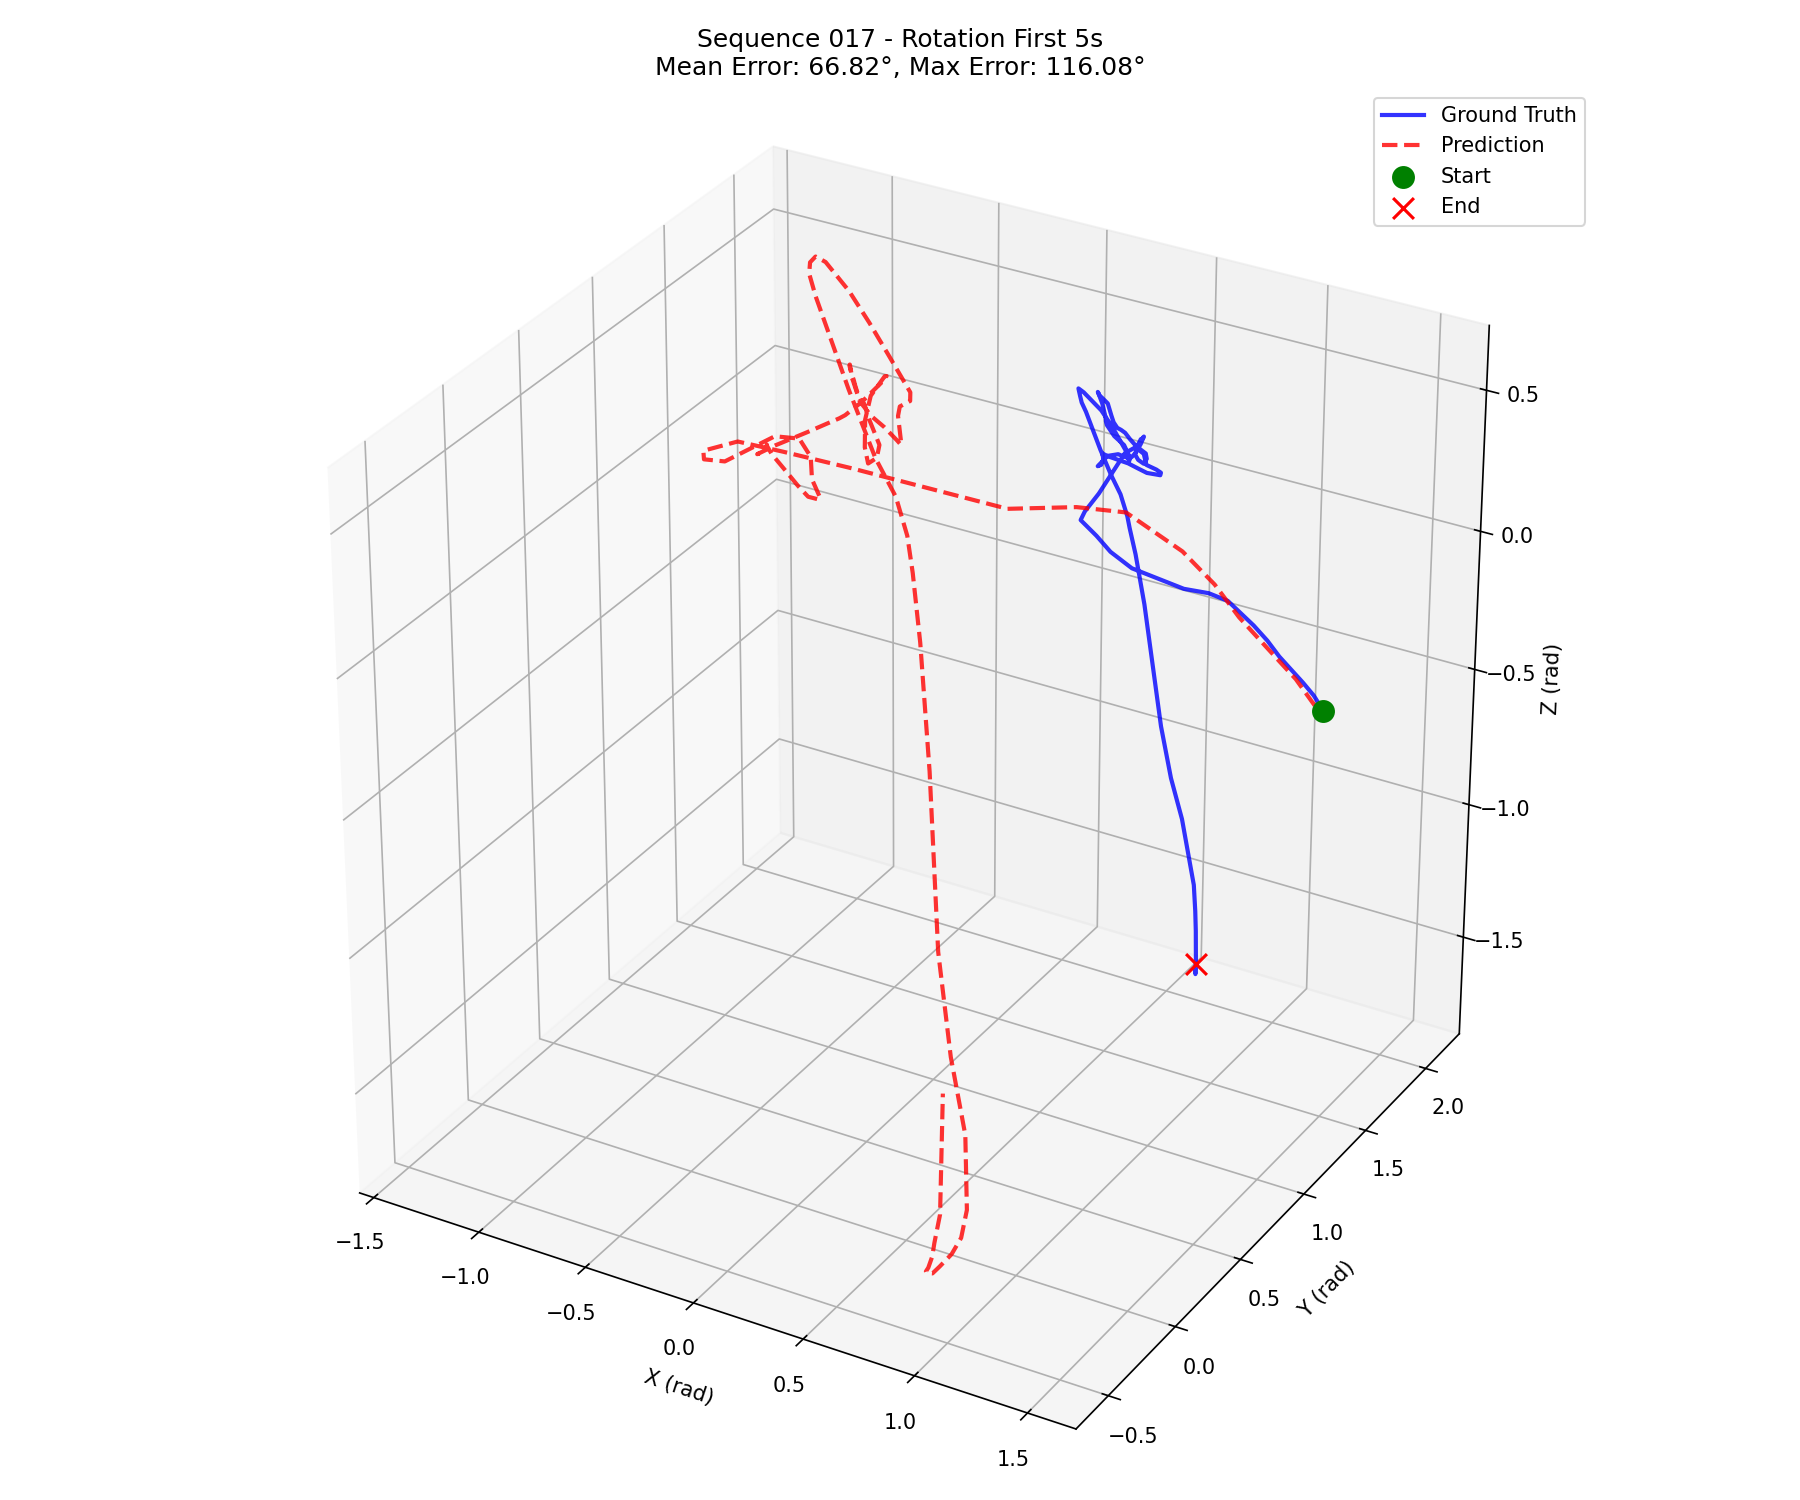 Sequence 017 - Rotation First 5s
Mean Error: 66.82°, Max Error: 116.08°
Ground Truth
Prediction
Start
End
0.5
0.0
−0.5
−1.0
−1.5
Z (rad)
2.0
1.5
1.0
0.5
0.0
−0.5
Y (rad)
−1.5
−1.0
−0.5
0.0
0.5
1.0
1.5
X (rad)